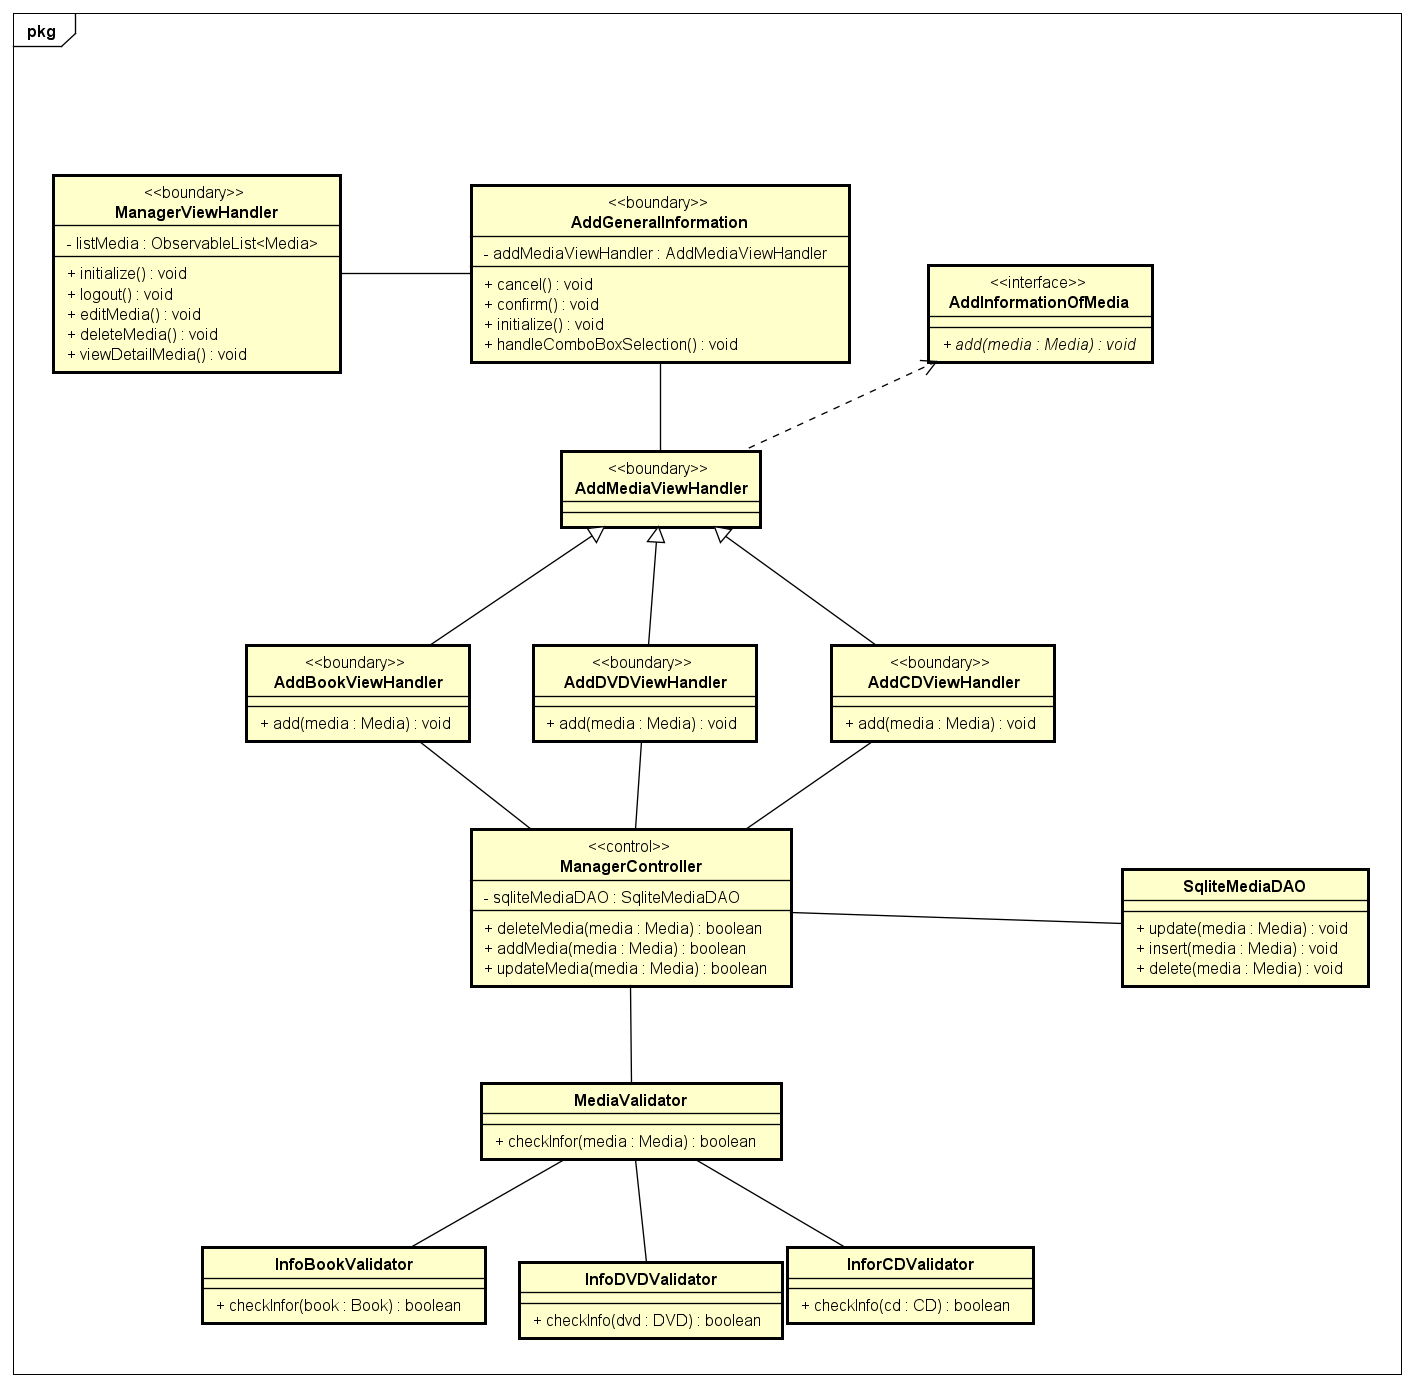 pkg
<<boundary>>
ManagerViewHandler
- listMedia : ObservableList<Media>
+ initialize() : void
+ logout() : void
+ editMedia() : void
+ deleteMedia() : void
+ viewDetailMedia() : void
<<boundary>>
AddGeneralInformation
- addMediaViewHandler : AddMediaViewHandler
+ cancel() : void
+ confirm() : void
+ initialize() : void
+ handleComboBoxSelection() : void
<<interface>>
AddInformationOfMedia
+ add(media : Media) : void
<<boundary>>
AddMediaViewHandler
<<boundary>>
AddBookViewHandler
+ add(media : Media) : void
<<boundary>>
AddDVDViewHandler
+ add(media : Media) : void
<<boundary>>
AddCDViewHandler
+ add(media : Media) : void
<<control>>
ManagerController
- sqliteMediaDAO : SqliteMediaDAO
+ deleteMedia(media : Media) : boolean
+ addMedia(media : Media) : boolean
+ updateMedia(media : Media) : boolean
SqliteMediaDAO
+ update(media : Media) : void
+ insert(media : Media) : void
+ delete(media : Media) : void
MediaValidator
+ checkInfor(media : Media) : boolean
InfoBookValidator
+ checkInfor(book : Book) : boolean
InfoDVDValidator
+ checkInfo(dvd : DVD) : boolean
InforCDValidator
+ checkInfo(cd : CD) : boolean